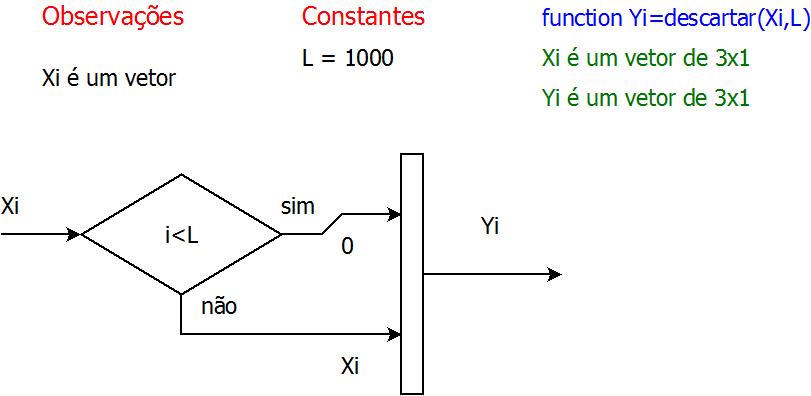 Observações
Constantes
function Yi=descartar(Xi,L)
Xi é um vetor
L = 1000
Xi é um vetor de 3x1
Yi é um vetor de 3x1
Xi
i<L
sim
0
não
Xi
Yi